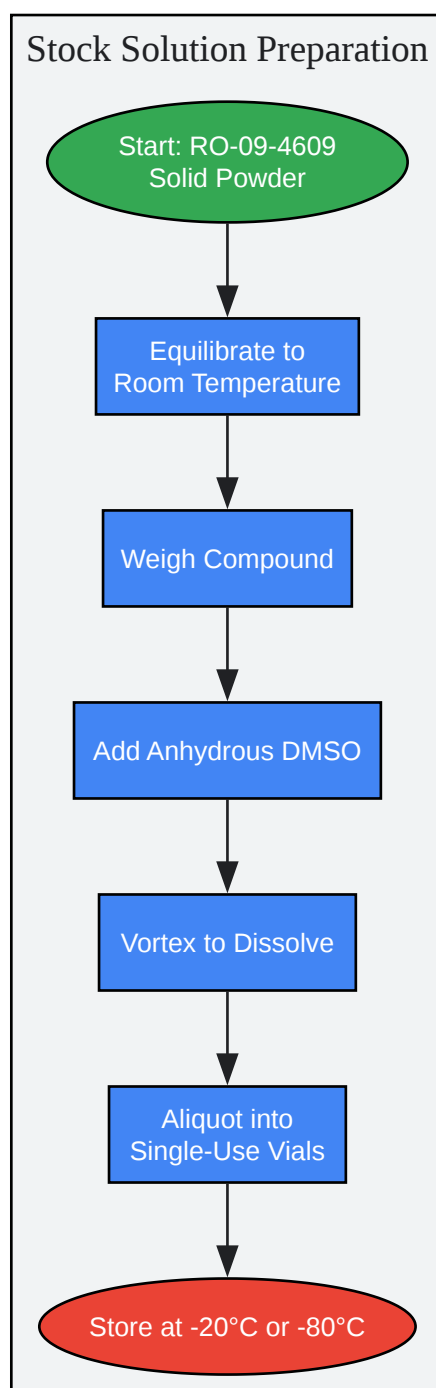 Stock Solution Preparation
Start: RO-09-4609
Solid Powder
Equilibrate to
Room Temperature
Weigh Compound
Add Anhydrous DMSO
Vortex to Dissolve
Aliquot into
Single-Use Vials
Store at -20°C or -80°C